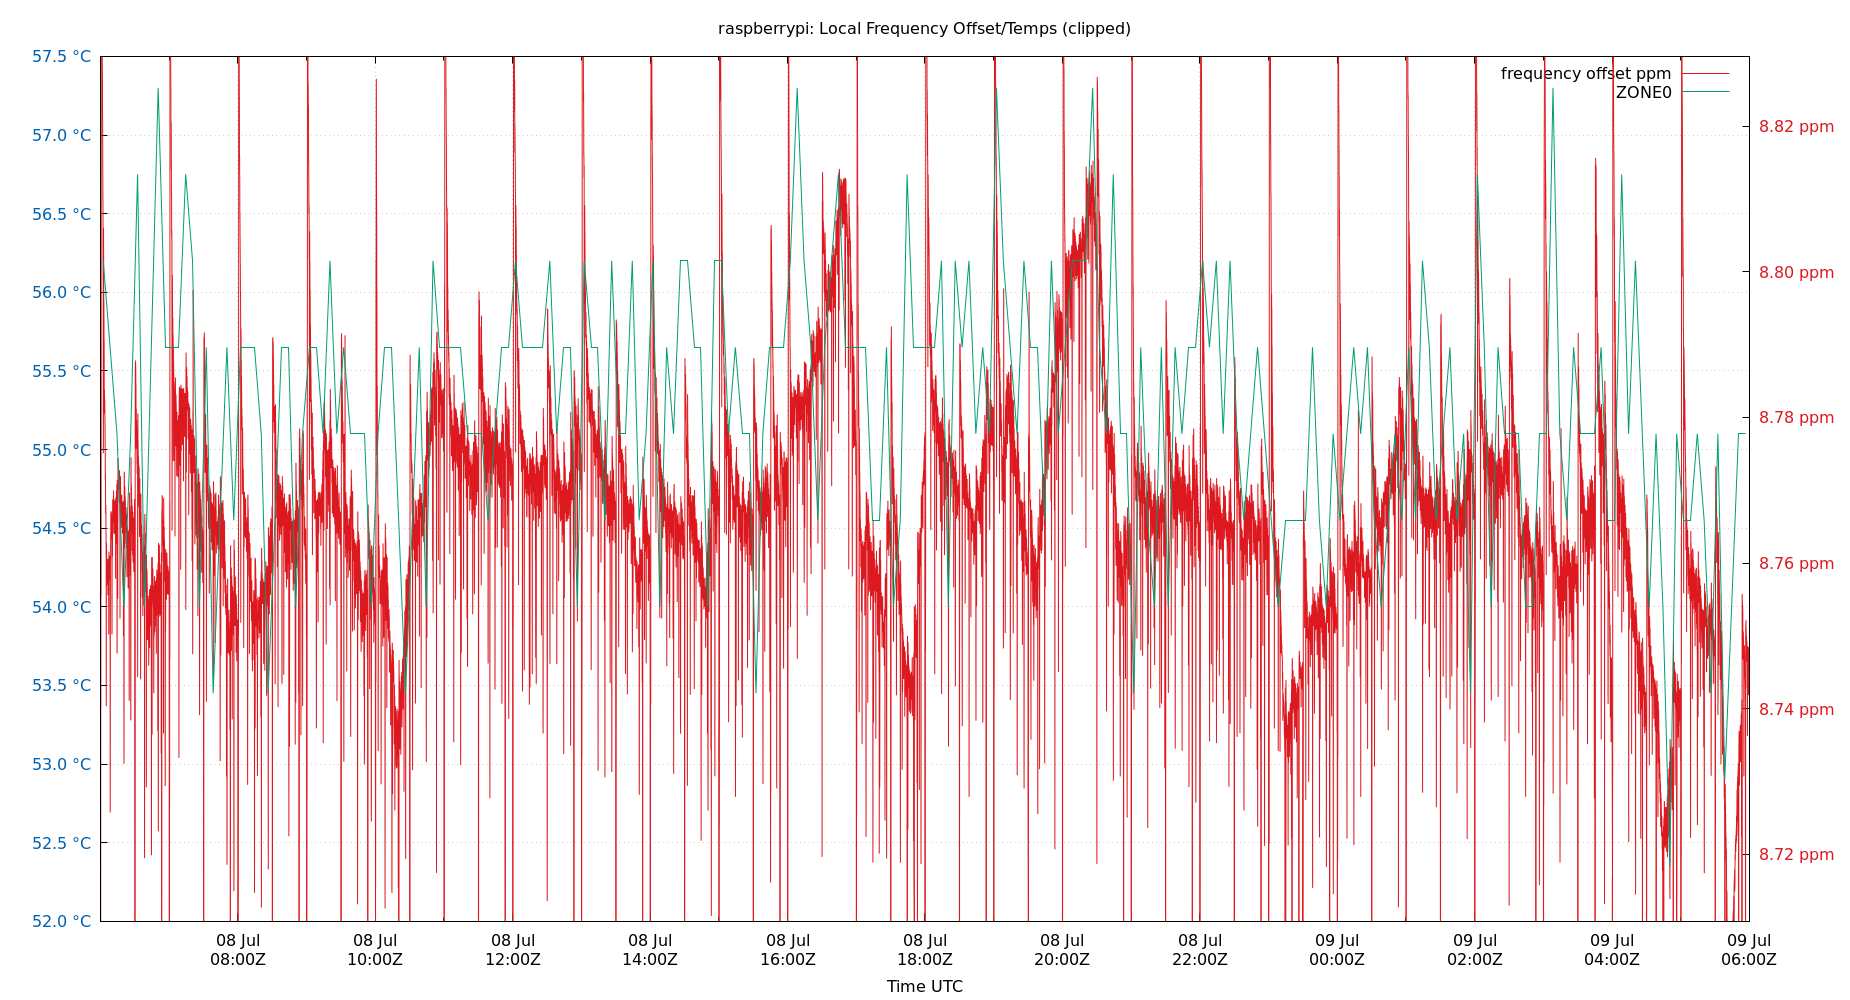 raspberrypi: Local Frequency Offset/Temps (clipped)
frequency offset ppm
ZONE0
57.5 °C
57.0 °C
56.5 °C
56.0 °C
55.5 °C
55.0 °C
54.5 °C
54.0 °C
53.5 °C
53.0 °C
52.5 °C
52.0 °C
8.82 ppm
8.80 ppm
8.78 ppm
8.76 ppm
8.74 ppm
8.72 ppm
08 Jul 08 Jul 08 Jul 08 Jul 08 Jul 08 Jul 08 Jul 08 Jul 09 Jul 09 Jul 09 Jul 09 Jul
08:00Z 10:00Z 12:00Z 14:00Z 16:00Z 18:00Z 20:00Z 22:00Z 00:00Z 02:00Z 04:00Z 06:00Z
Time UTC